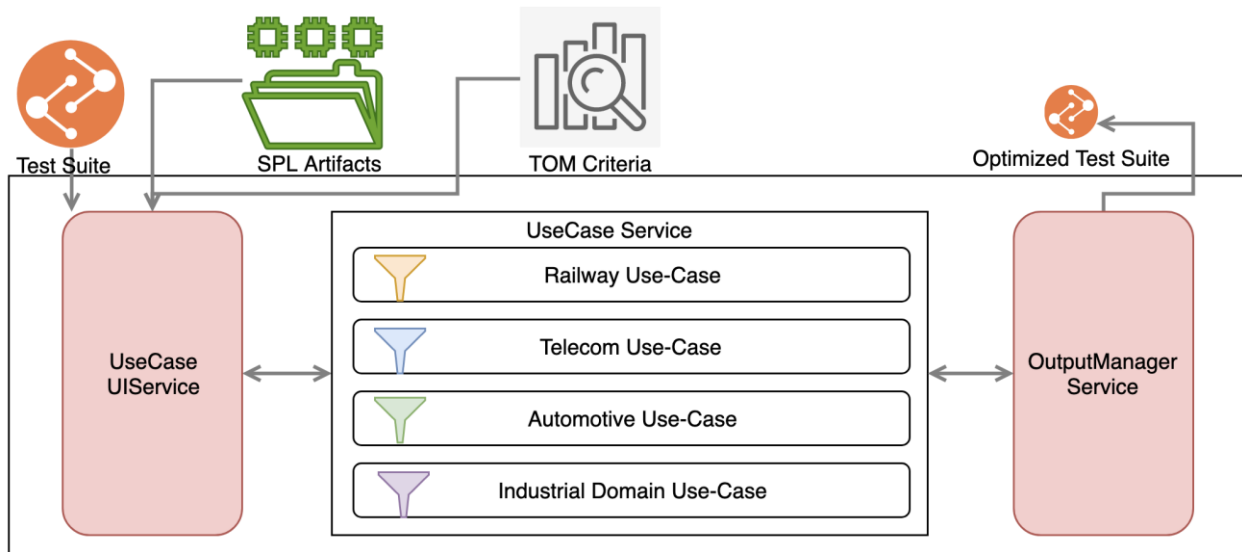 Test Suite
SPL Artifacts
TOM Criteria
Optimized Test Suite
UseCase Service
Railway Use-Case
Telecom Use-Case
Automotive Use-Case
Industrial Domain Use-Case
UseCase
UIService
OutputManager
Service